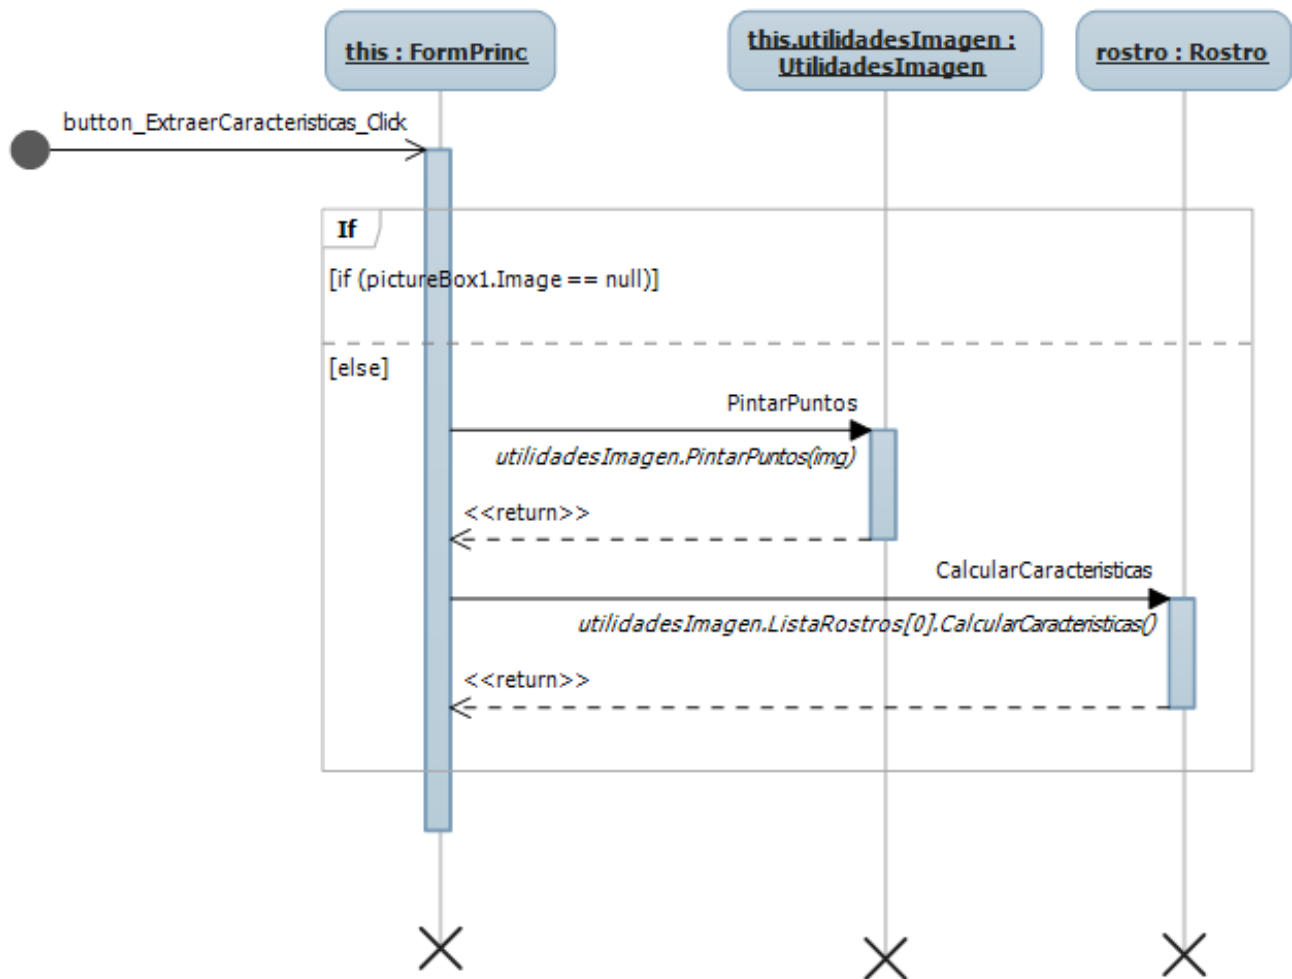 this : FormPrinc
this.utilidadesImagen :
UtilidadesImagen
rostro : Rostro
button_ExtraerCaracteristicas_Click
If
[if (pictureBox1.Image == null)]
[else]
PintarPuntos
utilidadesImagen.PintarPuntos(img)
<<return>>
CalcularCaracteristicas
utilidadesImagen.ListaRostros[0].CalcularCaracteristicas()
<<return>>